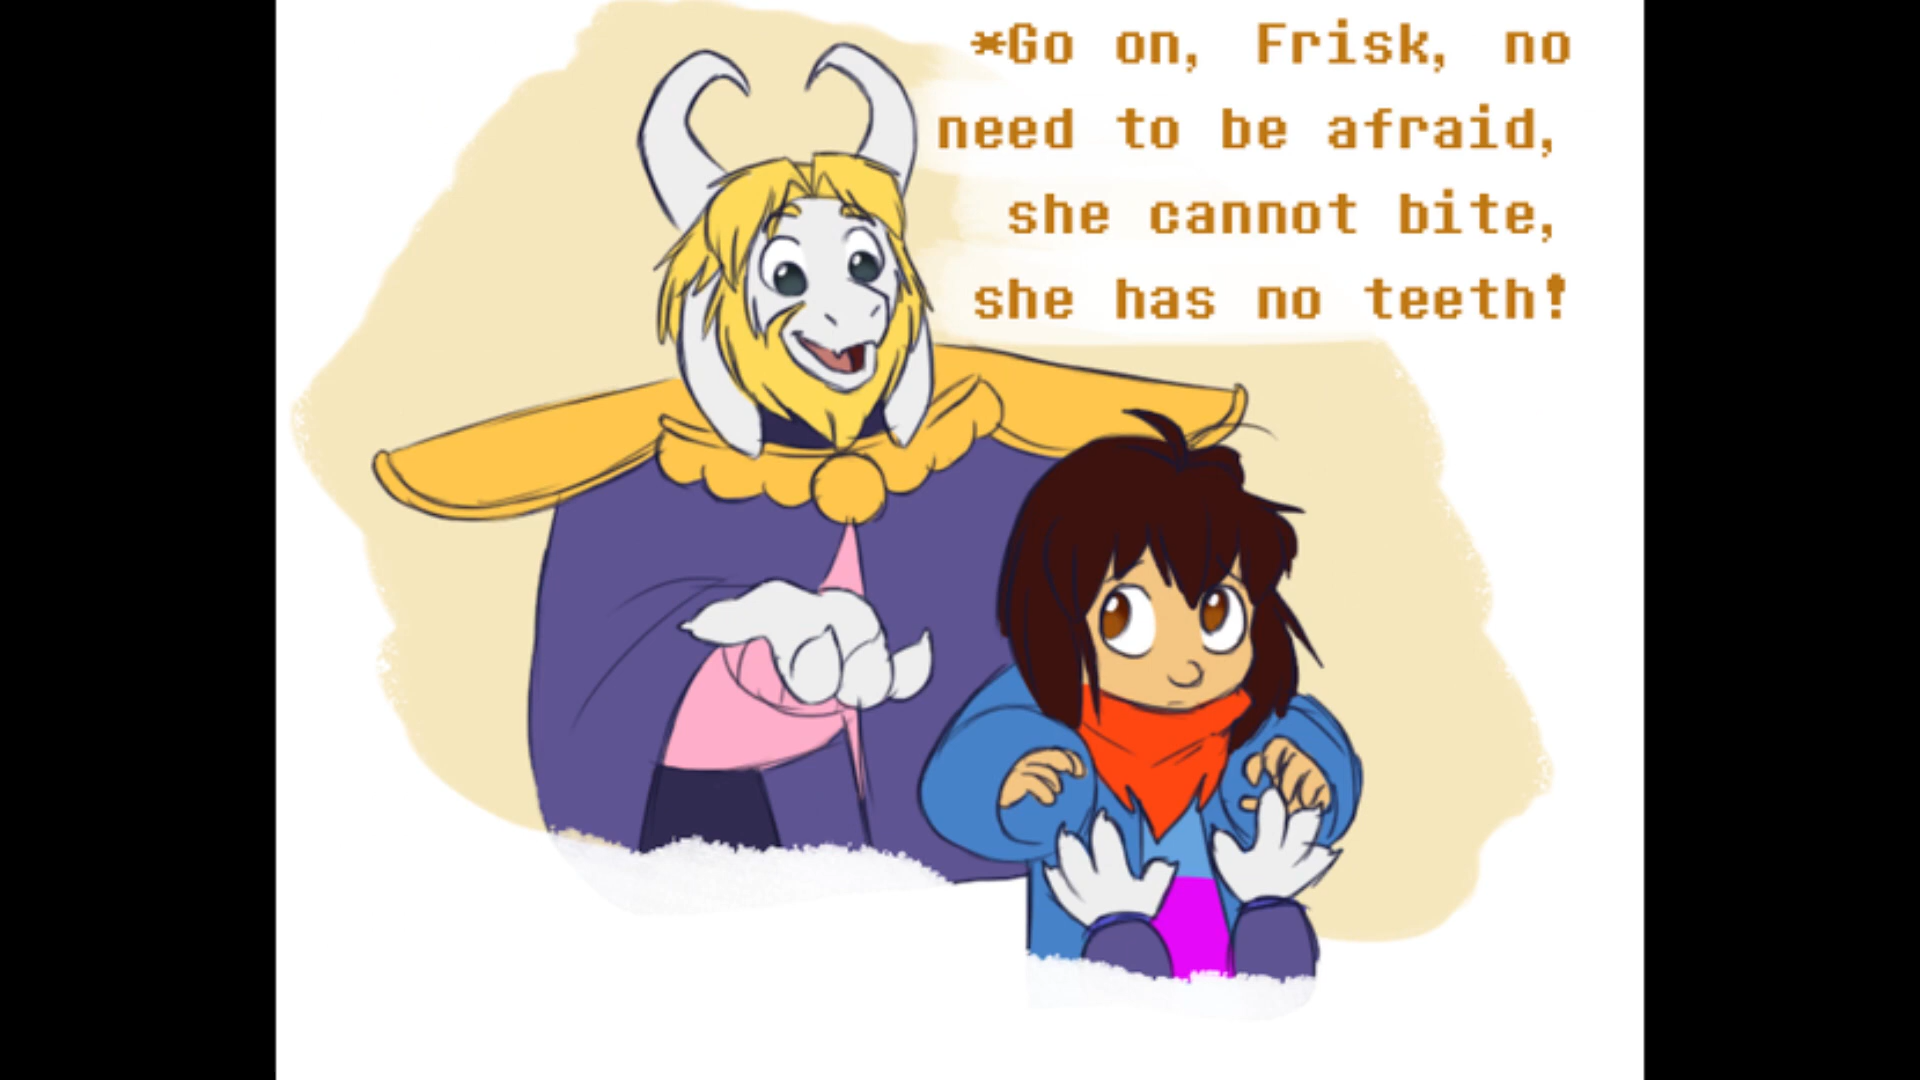 *Go on, Frisk, no
need to be afraid,
she cannot bite,
she has no teeth!